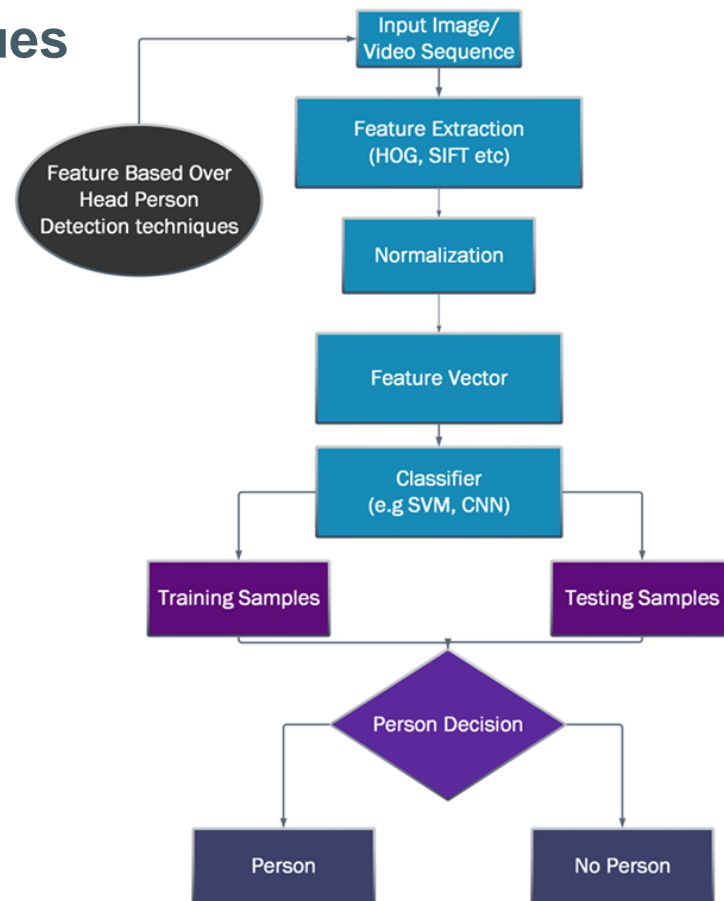 Input Image/
Video Sequence
Feature Extraction
(HOG, SIFT etc)
Feature Based Over
Head Person
Detection techniques
Normalization
Feature Vector
Classifier
(e.g SVM, CNN)
Training Samples
Testing Samples
Person Decision
Person
No Person